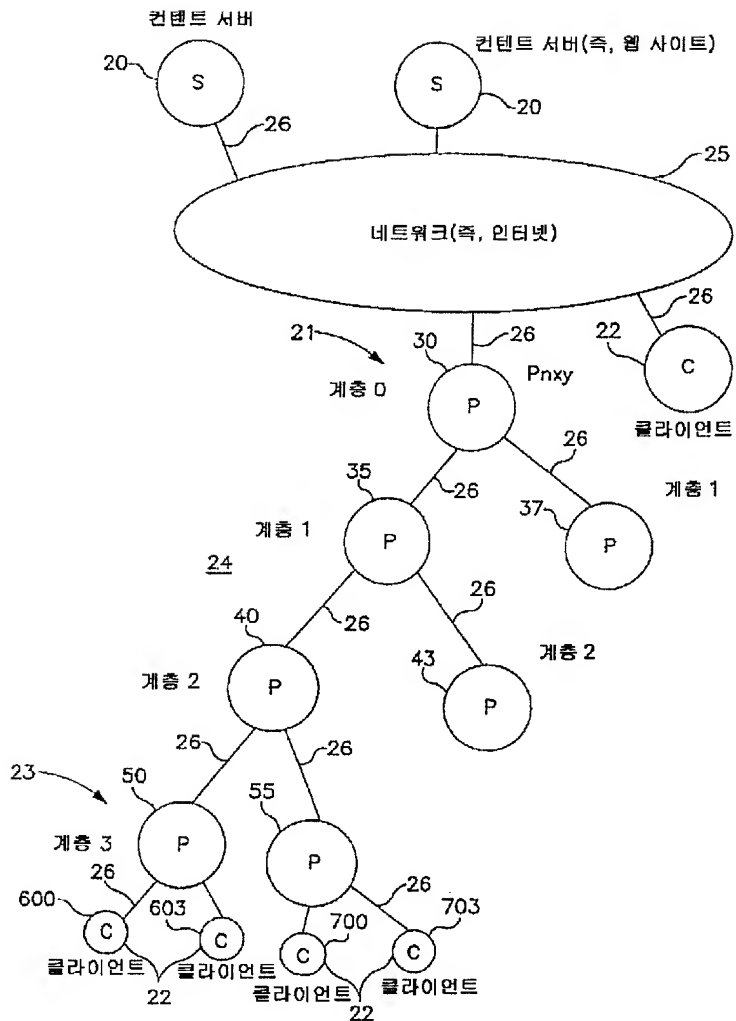 컨텐트 서버
컨텐트 서버(즉, 웹 사이트)
20
S
S
20
26
25
네트워크(즉, 인터넷)
26
21
30
26
22
Pnxy
C
계층 0
P
클라이언트
26
35
26
계층 1
37
계층 1
P
P
24
26
26
40
계층 2
43
계층 2
P
P
26
26
23
50
55
계층 3
P
P
26
26
600
603
700
703
C
C
C
C
클라이언트
클라이언트
클라이언트
클라이언트
22
22